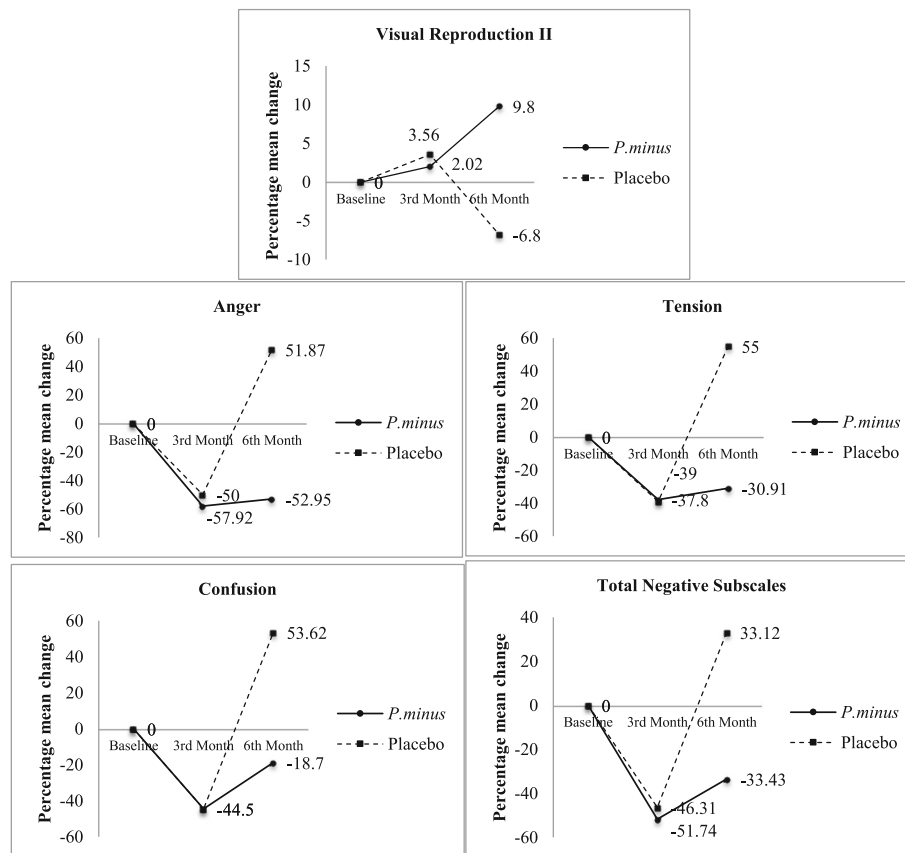 Visual Reproduction II
Percentage mean change
15
10
5
0
-5
-10
0
3.56
2.02
9.8
-6.8
Baseline 3rd Month 6th Month
P.minus
Placebo
Anger
Percentage mean change
60
40
20
0
-20
-40
-60
-80
0
51.87
Baseline 3rd Month 6th Month
-50
-57.92
-52.95
P.minus
Placebo
Tension
Percentage mean change
60
40
20
0
-20
-40
-60
0
55
Baseline 3rd Month 6th Month
-39
-37.8
-30.91
P.minus
Placebo
Confusion
Percentage mean change
60
40
20
0
-20
-40
-60
0
53.62
Baseline 3rd Month 6th Month
-18.7
-44.5
P.minus
Placebo
Total Negative Subscales
Percentage mean change
40
20
0
-20
-40
-60
0
33.12
Baseline 3rd Month 6th Month
-33.43
-46.31
-51.74
P.minus
Placebo